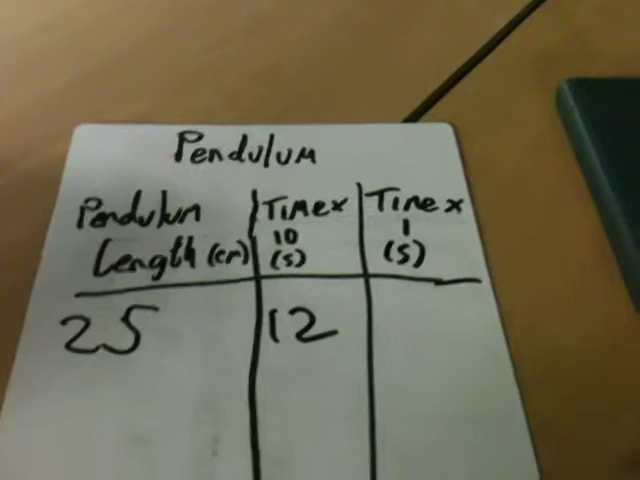 Pendulum
Pendulum Length (cm)
Time x 10 (s)
Time x 1 (s)
25
12